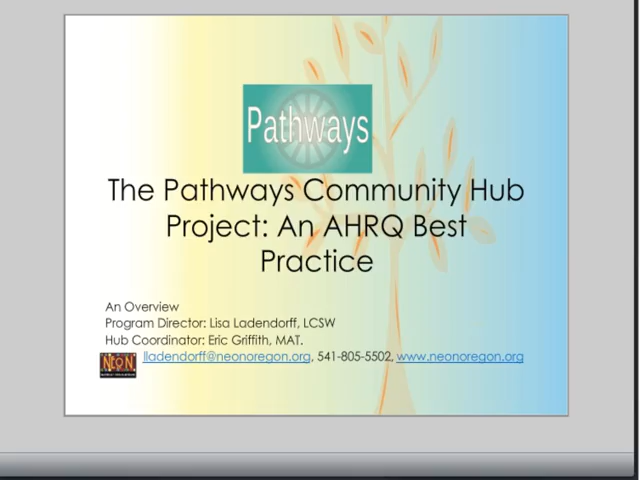 Pathways
The Pathways Community Hub
Project: An AHRQ Best
Practice
An Overview
Program Director: Lisa Ladendorff, LCSW
Hub Coordinator: Eric Griffith, MAT.
NEON
lladendorff@neonoregon.org, 541-805-5502, www.neonoregon.org